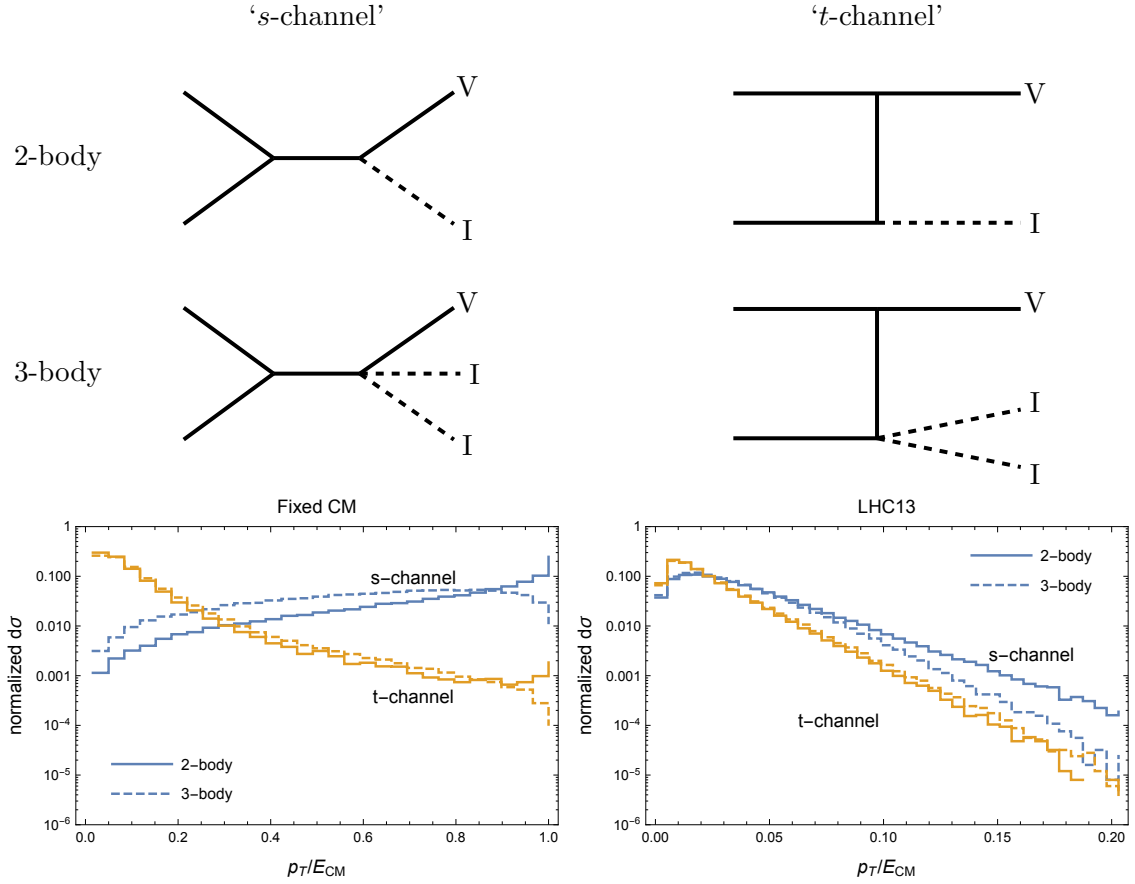 ‘s-channel’
‘t-channel’
V
2-body
I
V
I
V
3-body
I
I
V
I
I
Fixed CM
1
0.100
0.010
0.001
10⁻⁴
10⁻⁵
10⁻⁶
normalized dσ
s-channel
t-channel
2-body
3-body
0.0 0.2 0.4 0.6 0.8 1.0
p_T/E_CM
LHC13
1
0.100
0.010
0.001
10⁻⁴
10⁻⁵
10⁻⁶
normalized dσ
2-body
3-body
s-channel
t-channel
0.00 0.05 0.10 0.15 0.20
p_T/E_CM